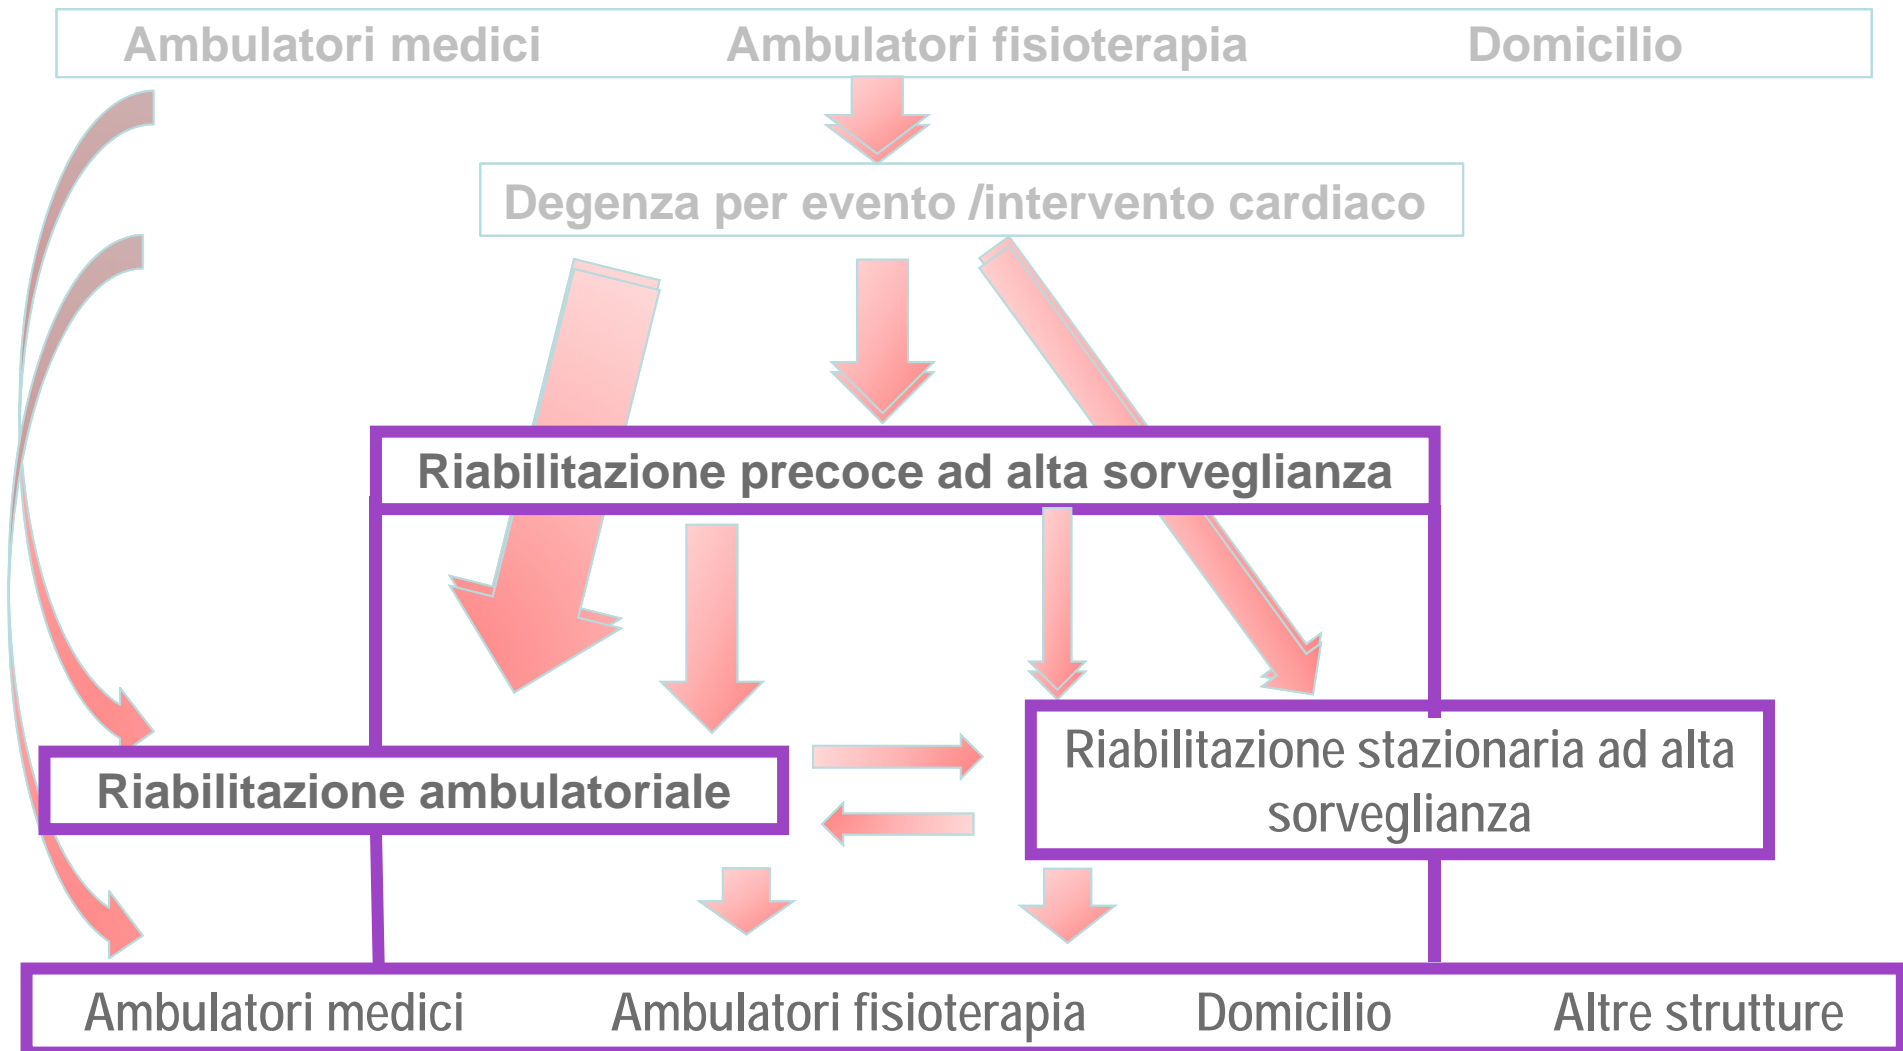 Ambulatori medici Ambulatori fisioterapia Domicilio
Degenza per evento /intervento cardiaco
Riabilitazione precoce ad alta sorveglianza
Riabilitazione ambulatoriale
Riabilitazione stazionaria ad alta
sorveglianza
Ambulatori medici Ambulatori fisioterapia Domicilio Altre strutture